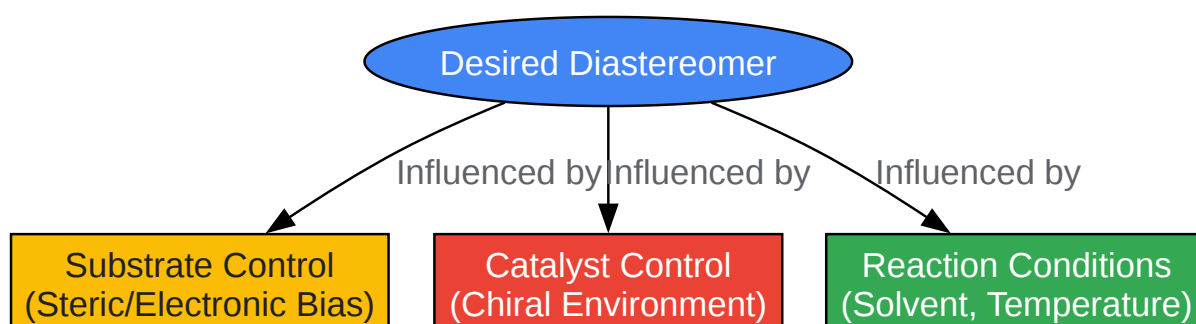 Desired Diastereomer
Influenced by
Influenced by
Influenced by
Substrate Control
(Steric/Electronic Bias)
Catalyst Control
(Chiral Environment)
Reaction Conditions
(Solvent, Temperature)